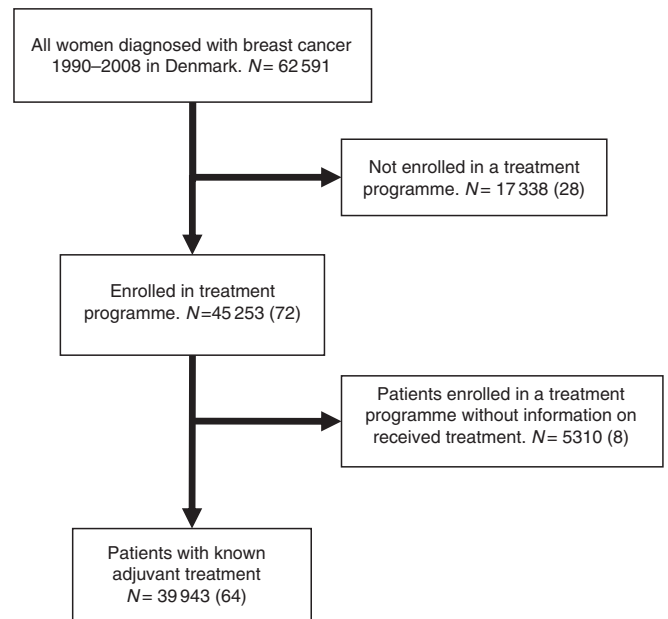 All women diagnosed with breast cancer
1990–2008 in Denmark. N= 62 591
Not enrolled in a treatment
programme. N= 17 338 (28)
Enrolled in treatment
programme. N=45 253 (72)
Patients enrolled in a treatment
programme without information on
received treatment. N= 5310 (8)
Patients with known
adjuvant treatment
N= 39 943 (64)